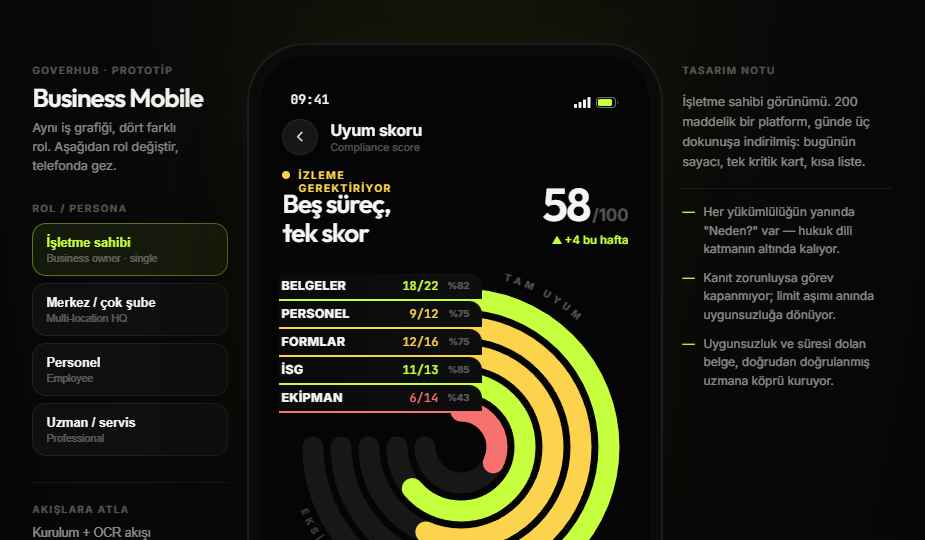 GOVERHUB - PROTOTİP
Business Mobile
Aynı iş grafiği, dört farklı
rol. Aşağıdan rol değiştir,
telefonda gez.
ROL / PERSONA
İşletme sahibi
Business owner · single
Merkez / çok şube
Multi-location HQ
Personel
Employee
Uzman / servis
Professional
AKIŞLARA ATLA
Kurulum + OCR akışı
09:41
Uyum skoru
Compliance score
İZLEME
GEREKTİRİYOR
Beş süreç,
tek skor
58/100
▲ +4 bu hafta
BELGELER 18/22 %82
PERSONEL 9/12 %75
FORMLAR 12/16 %75
İSG 11/13 %85
EKİPMAN 6/14 %43
TAM UYUM
TASARIM NOTU
İşletme sahibi görünümü. 200
maddelik bir platform, günde üç
dokunuşa indirilmiş: bugünün
sayacı, tek kritik kart, kısa liste.
— Her yükümlülüğün yanında
"Neden?" var — hukuk dili
katmanın altında kalıyor.
— Kanıt zorunluysa görev
kapanmıyor; limit aşımı anında
uygunsuzluğa dönüyor.
— Uygunsuzluk ve süresi dolan
belge, doğrudan doğrulanmış
uzmana köprü kuruyor.